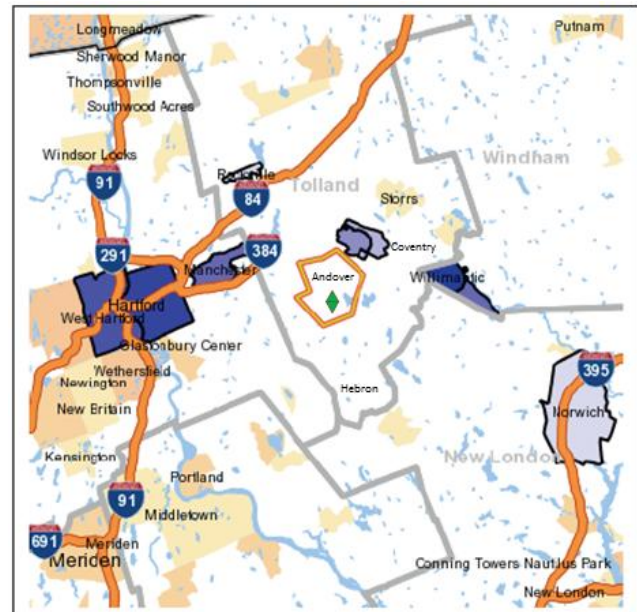 Longmeadow
Putnam
Sherwood Manor
Thompsonville
Southwood Acres
Windsor Locks
Windham
91
Tolland
84
Storrs
291
384
Coventry
Manchester
Andover
Willimantic
Hartford
West Hartford
Glastonbury Center
Wethersfield
395
Newington
Hebron
New Britain
Norwich
Kensington
New London
Portland
91
Middletown
691
Meriden
Meriden
Conning Towers Nautilus Park
New London